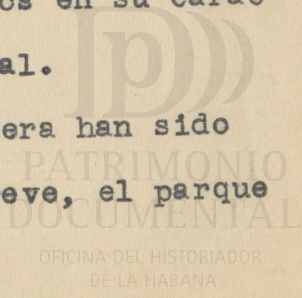 os en su carác
al.
era han sido
eve, el parque
PATRIMONIO
DOCUMENTAL
OFICINA DEL HISTORIADOR
DE LA HABANA